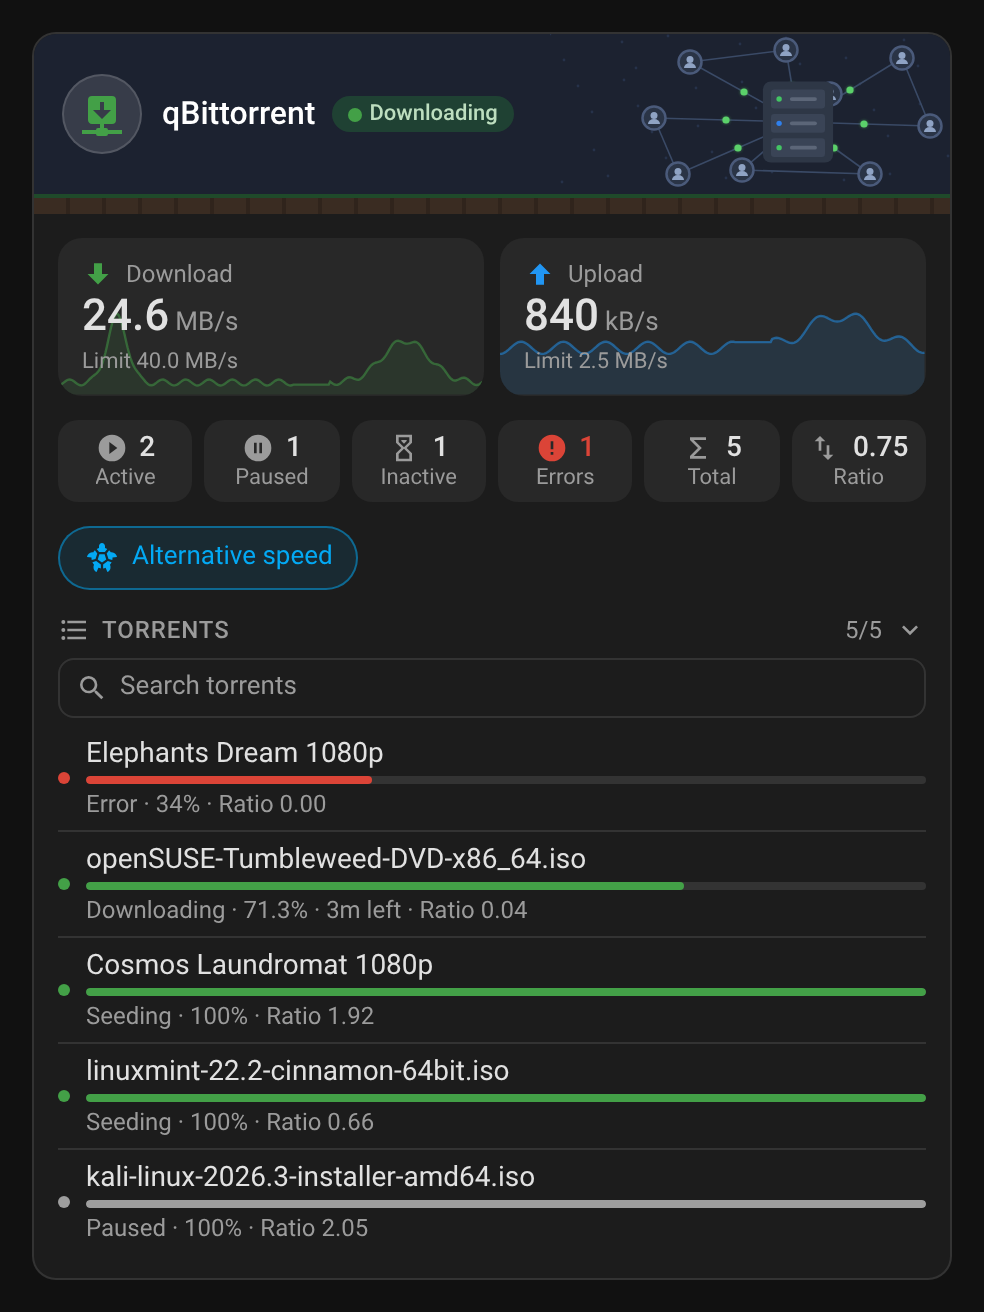 qBittorrent
Downloading
Download
24.6 MB/s
Limit 40.0 MB/s
Upload
840 kB/s
Limit 2.5 MB/s
2
Active
1
Paused
1
Inactive
1
Errors
5
Total
0.75
Ratio
Alternative speed
TORRENTS
5/5
Search torrents
Elephants Dream 1080p
Error · 34% · Ratio 0.00
openSUSE-Tumbleweed-DVD-x86_64.iso
Downloading · 71.3% · 3m left · Ratio 0.04
Cosmos Laundromat 1080p
Seeding · 100% · Ratio 1.92
linuxmint-22.2-cinnamon-64bit.iso
Seeding · 100% · Ratio 0.66
kali-linux-2026.3-installer-amd64.iso
Paused · 100% · Ratio 2.05